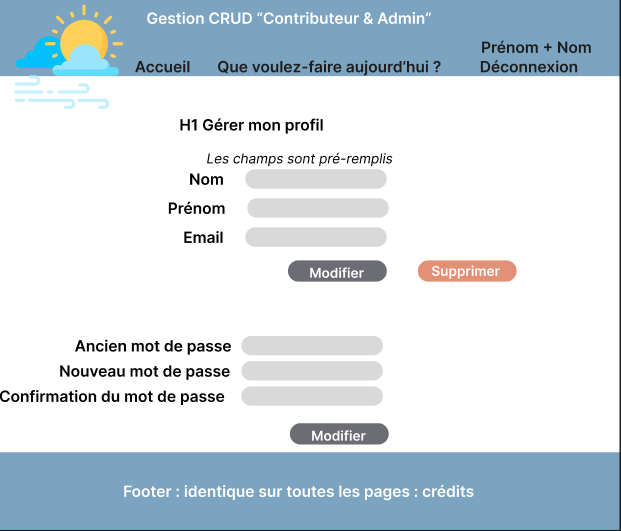 Gestion CRUD “Contributeur & Admin”
Prénom + Nom
Accueil Que voulez-faire aujourd’hui ? Déconnexion
H1 Gérer mon profil
Les champs sont pré-remplis
Nom
Prénom
Email
Modifier Supprimer
Ancien mot de passe
Nouveau mot de passe
Confirmation du mot de passe
Modifier
Footer : identique sur toutes les pages : crédits